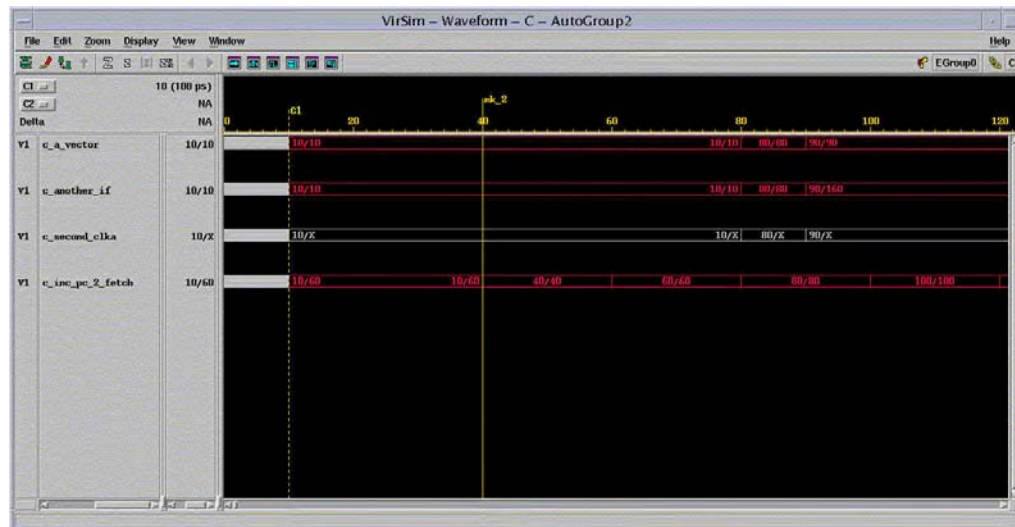 VirSim – Waveform – C – AutoGroup2
File Edit Zoom Display View Window Help
EGroup0 C
C1 10 (100 ps)
C2 NA
Delta NA
C1
0 20 40 60 80 100 120
V1 c_a_vector 10/10 10/10 10/10 80/80 90/90
V1 c_another_if 10/10 10/10 10/10 80/80 90/160
V1 c_second_clka 10/X 10/X 10/X 80/X 90/X
V1 c_inc_pc_2_fetch 10/60 10/60 10/60 40/40 60/60 80/80 100/100